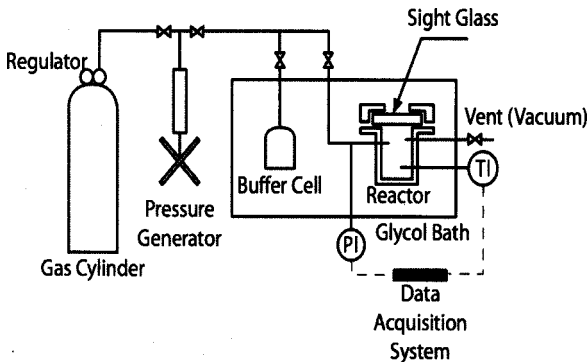 Sight Glass
Regulator
Vent (Vacuum)
TI
Buffer Cell
Reactor
Pressure
Generator
Glycol Bath
PI
Gas Cylinder
Data
Acquisition
System